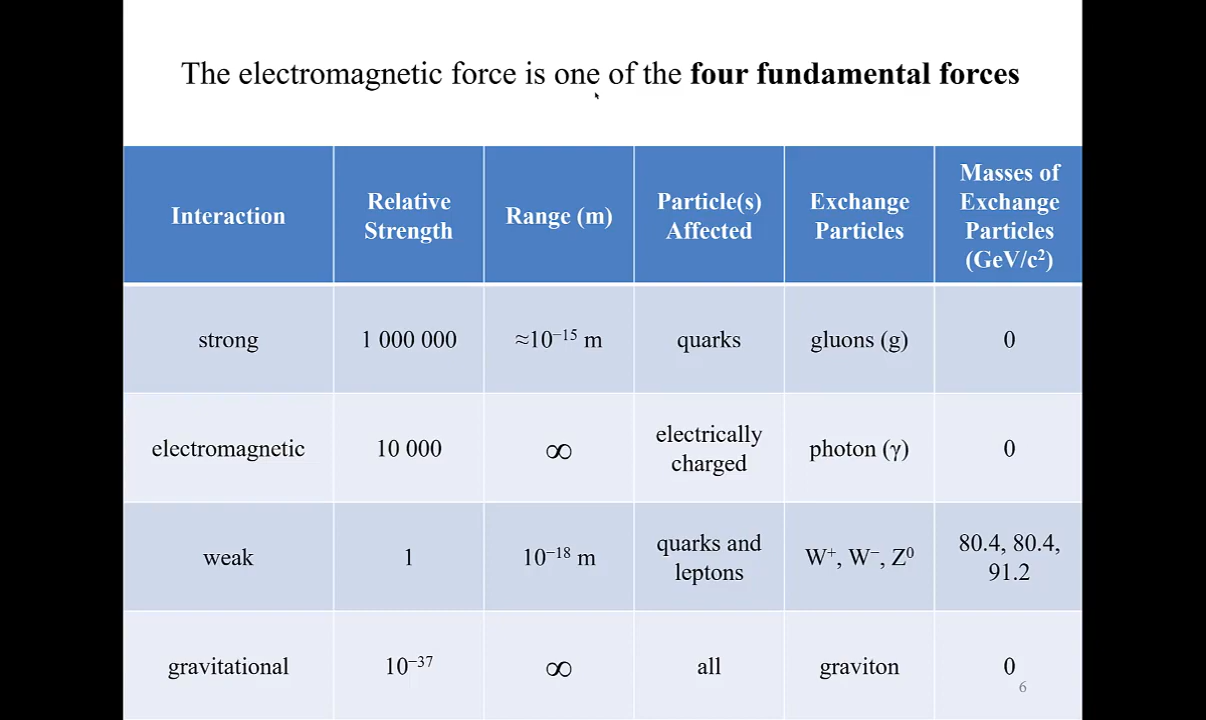 The electromagnetic force is one of the four fundamental forces
Interaction
Relative
Strength
Range (m)
Particle(s)
Affected
Exchange
Particles
Masses of
Exchange
Particles
(GeV/c²)
strong
1 000 000
≈10⁻¹⁵ m
quarks
gluons (g)
0
electromagnetic
10 000
∞
electrically
charged
photon (γ)
0
weak
1
10⁻¹⁸ m
quarks and
leptons
W⁺, W⁻, Z⁰
80.4, 80.4,
91.2
gravitational
10⁻³⁷
∞
all
graviton
0
6